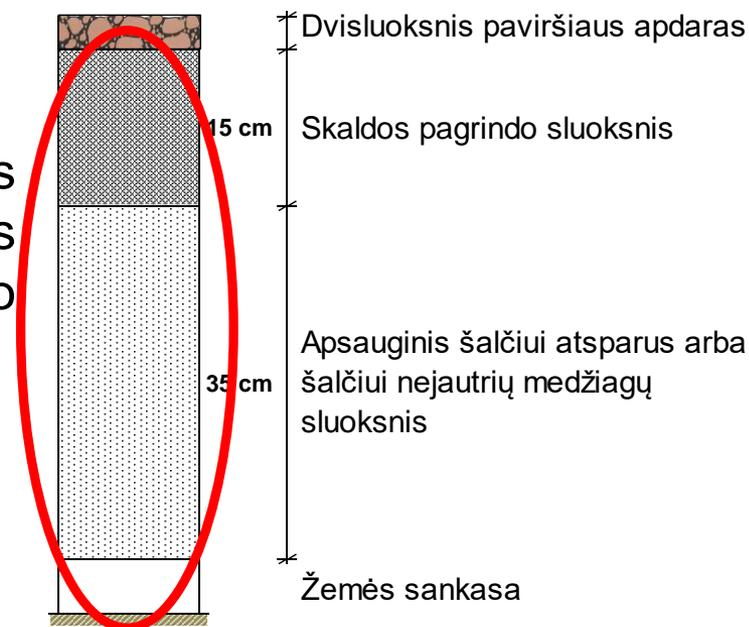 Dvisluoksnis paviršiaus apdaras
15 cm
Skaldos pagrindo sluoksnis
s
s
o
35 cm
Apsauginis šalčiui atsparus arba
šalčiui nejautrių medžiagų
sluoksnis
Žemės sankasa